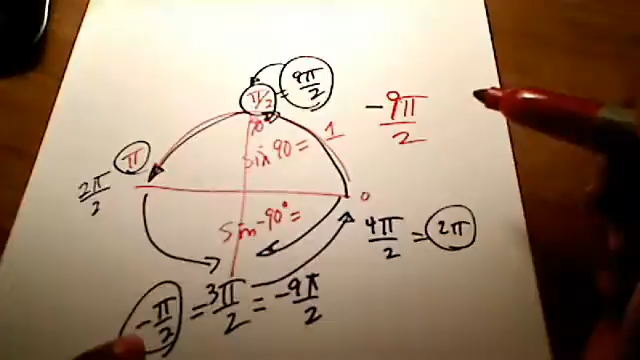 π/2 = 9π/2
-9π/2
90
1
sin 90 =
π
2π/2
0
sin -90° =
4π/2 = 2π
-π/2 = 3π/2 = -9π/2